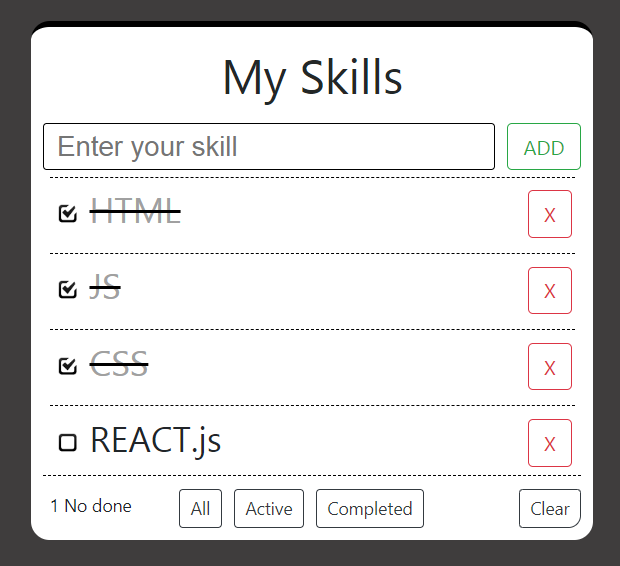 My Skills
Enter your skill ADD
HTML X
JS X
CSS X
REACT.js X
1 No done All Active Completed Clear